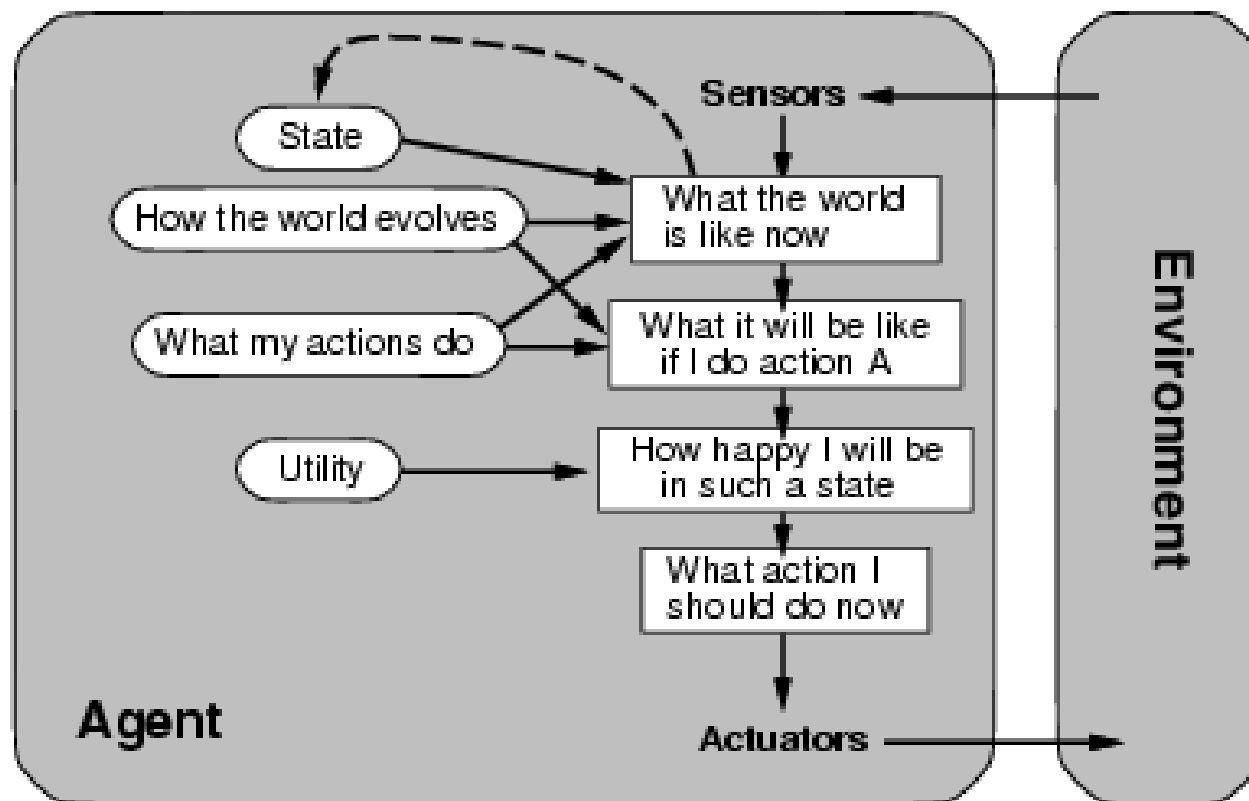 Sensors
State
What the world
is like now
How the world evolves
What my actions do
What it will be like
if I do action A
Utility
How happy I will be
in such a state
What action I
should do now
Agent
Actuators
Environment